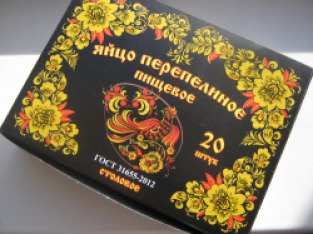 ЯЙЦО ПЕРЕПЕЛИНОЕ
ПИЩЕВОЕ
20
ШТУК
ГОСТ 31655-2012
СТОЛОВОЕ